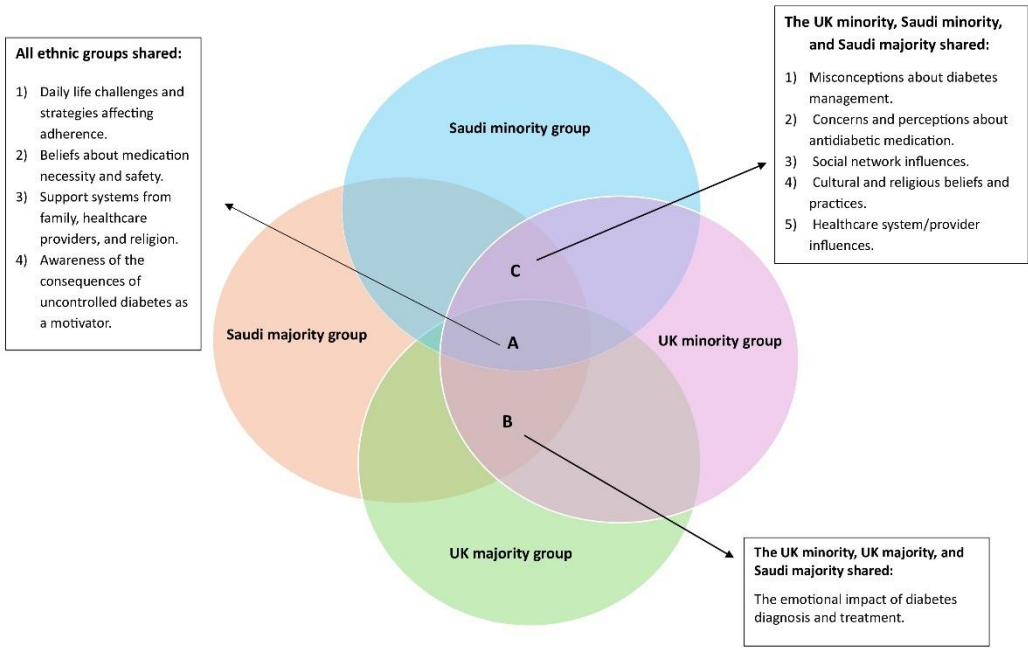 All ethnic groups shared:
1) Daily life challenges and
strategies affecting
adherence.
2) Beliefs about medication
necessity and safety.
3) Support systems from
family, healthcare
providers, and religion.
4) Awareness of the
consequences of
uncontrolled diabetes as
a motivator.
The UK minority, Saudi minority,
and Saudi majority shared:
1) Misconceptions about diabetes
management.
2) Concerns and perceptions about
antidiabetic medication.
3) Social network influences.
4) Cultural and religious beliefs and
practices.
5) Healthcare system/provider
influences.
Saudi minority group
C
Saudi majority group
A
UK minority group
B
UK majority group
The UK minority, UK majority, and
Saudi majority shared:
The emotional impact of diabetes
diagnosis and treatment.